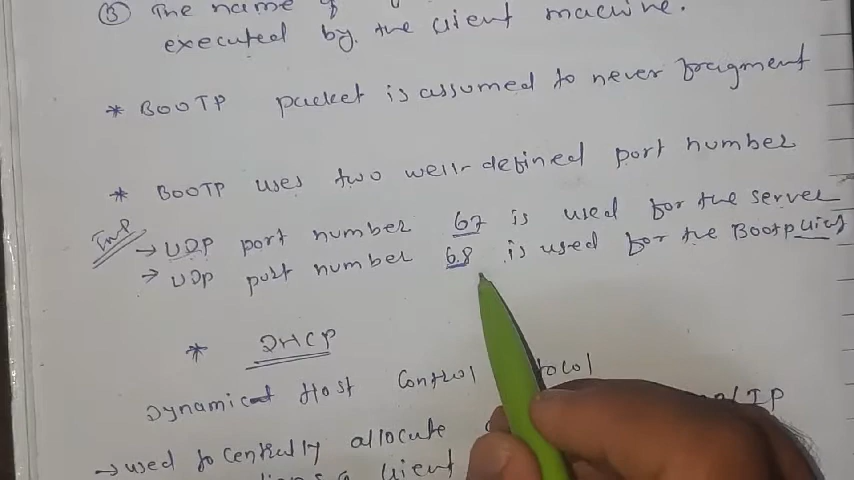 ③ The name
executed by the client machine.
* BOOTP packet is assumed to never fragment
* BOOTP uses two well-defined port number
Imp
→ UDP port number 67 is used for the server
→ UDP port number 68 is used for the Bootp
* DHCP
Dynamic Host Control
→ used to centrally allocate
client